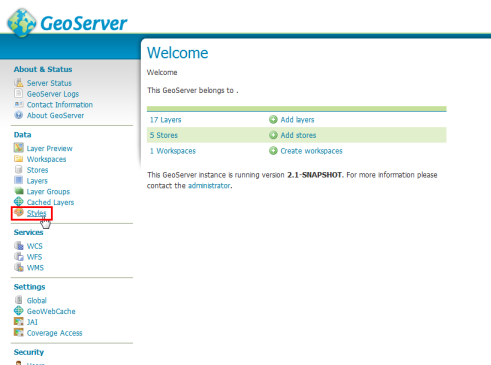 GeoServer
About & Status
Server Status
GeoServer Logs
Contact Information
About GeoServer
Data
Layer Preview
Workspaces
Stores
Layers
Layer Groups
Cached Layers
Styles
Services
WCS
WFS
WMS
Settings
Global
GeoWebCache
JAI
Coverage Access
Security
Welcome
Welcome
This GeoServer belongs to .
17 Layers Add layers
5 Stores Add stores
1 Workspaces Create workspaces
This GeoServer instance is running version 2.1-SNAPSHOT. For more information please
contact the administrator.